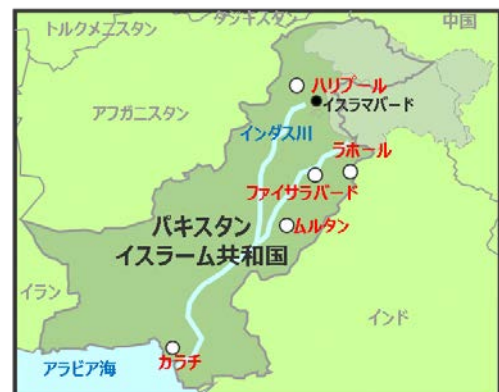 タジキスタン
トルクメニスタン
中国
ハリプール
イスラマバード
アフガニスタン
インダス川
ラホール
ファイサラバード
パキスタン
イスラーム共和国
ムルタン
イラン
インド
アラビア海
カラチ